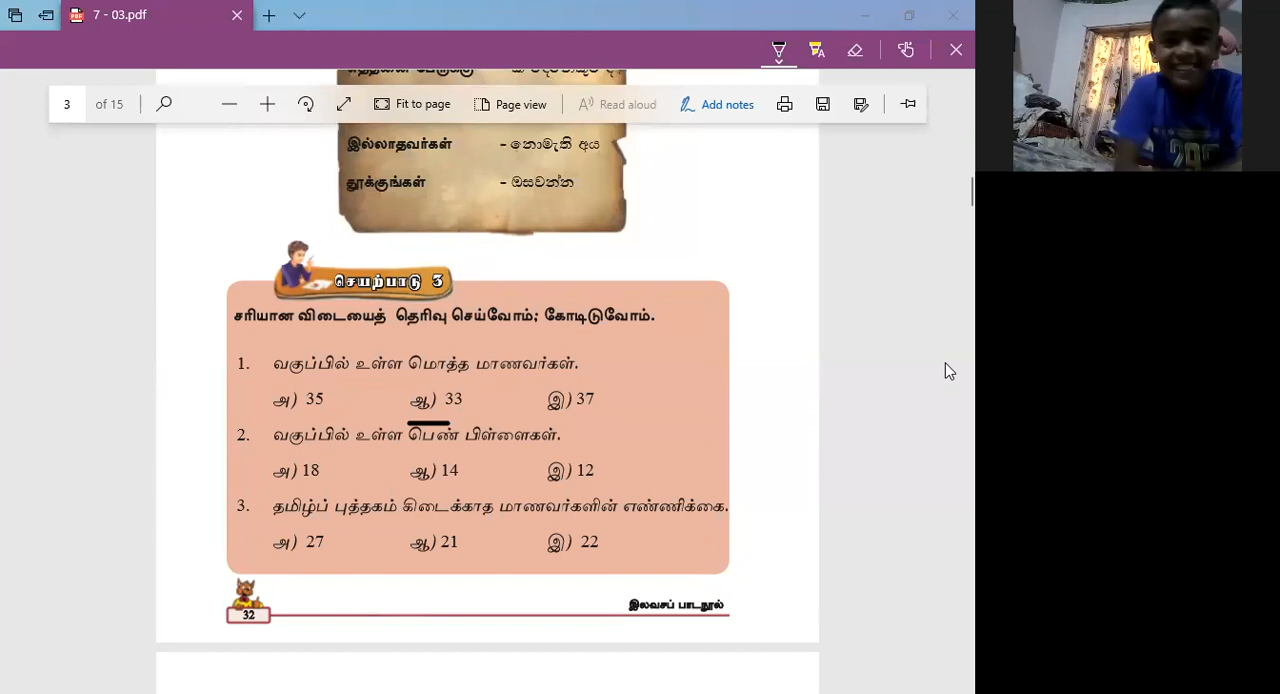 7 - 03.pdf
3 of 15 Fit to page Page view Read aloud Add notes
இல்லாதவர்கள் - නොමැති අය
தூக்குங்கள் - ඔසවන්න
செயற்பாடு 3
சரியான விடையைத் தெரிவு செய்வோம்; கோடிடுவோம்.
1. வகுப்பில் உள்ள மொத்த மாணவர்கள்.
அ) 35 ஆ) 33 இ) 37
2. வகுப்பில் உள்ள பெண் பிள்ளைகள்.
அ) 18 ஆ) 14 இ) 12
3. தமிழ்ப் புத்தகம் கிடைக்காத மாணவர்களின் எண்ணிக்கை.
அ) 27 ஆ) 21 இ) 22
இலவசப் பாடநூல்
32